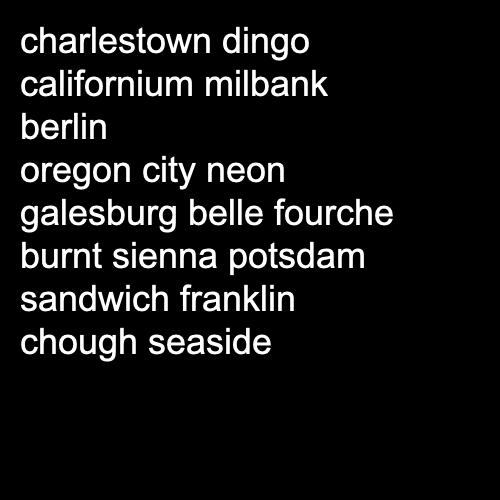 charlestown dingo
californium milbank
berlin
oregon city neon
galesburg belle fourche
burnt sienna potsdam
sandwich franklin
chough seaside